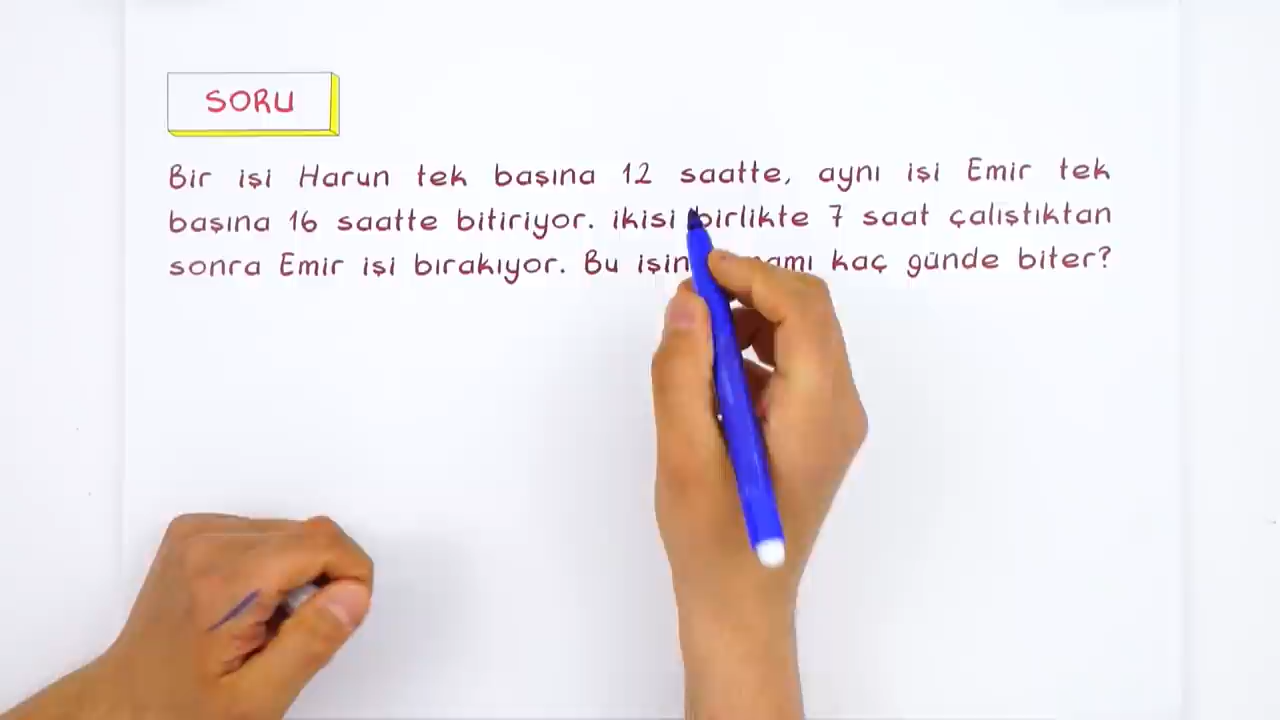 SORU
Bir işi Harun tek başına 12 saatte, aynı işi Emir tek
başına 16 saatte bitiriyor. ikisi birlikte 7 saat çalıştıktan
sonra Emir işi bırakıyor. Bu işin kaç günde biter?